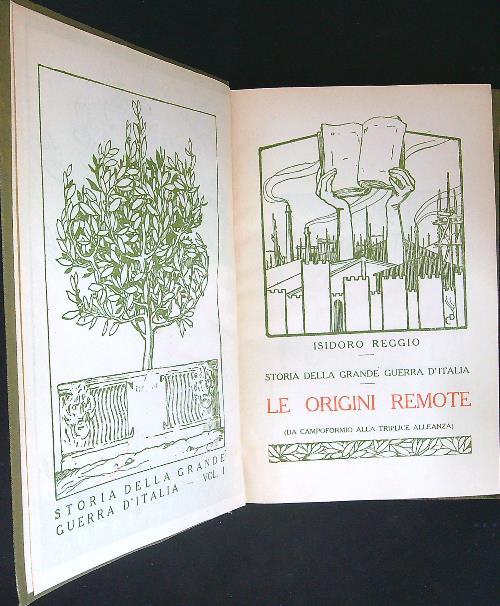 STORIA DELLA GRANDE
GUERRA D'ITALIA — VOL. I
ISIDORO REGGIO
STORIA DELLA GRANDE GUERRA D'ITALIA
LE ORIGINI REMOTE
(DA CAMPOFORMIO ALLA TRIPLICE ALLEANZA)